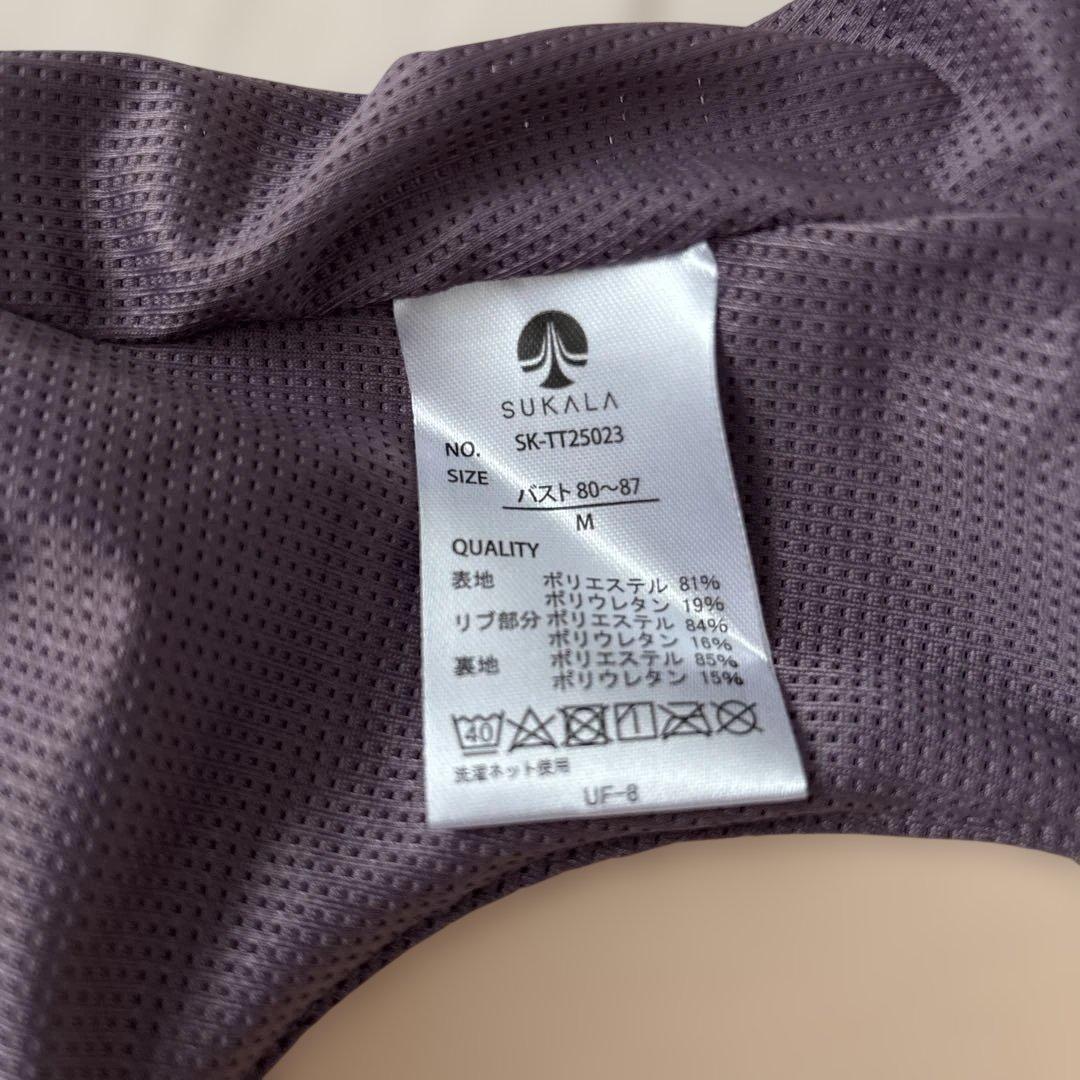 SUKALA
NO. SK-TT25023
SIZE バスト 80〜87
M
QUALITY
表地 ポリエステル 81%
ポリウレタン 19%
リブ部分 ポリエステル 84%
ポリウレタン 16%
裏地 ポリエステル 85%
ポリウレタン 15%
40
洗濯ネット使用
UF-8